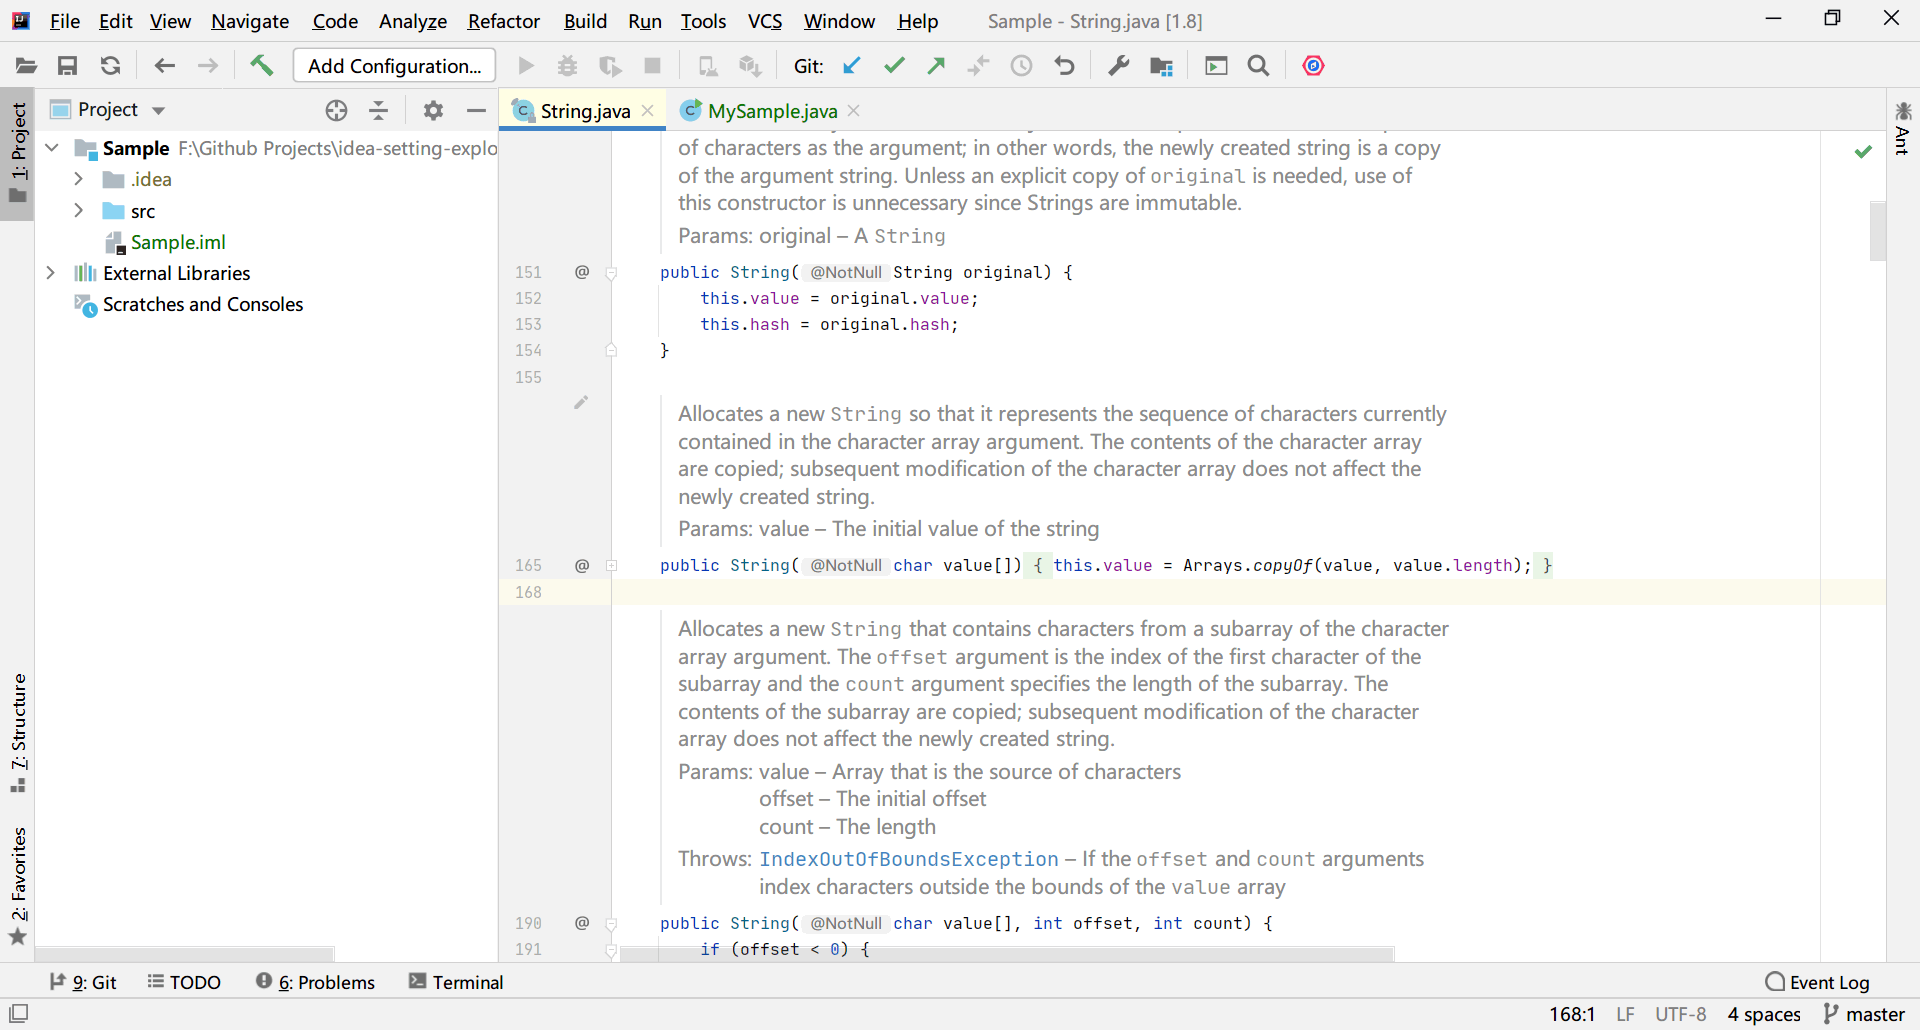 File Edit View Navigate Code Analyze Refactor Build Run Tools VCS Window Help Sample - String.java [1.8]
Add Configuration... Git:
1: Project
Project
String.java
MySample.java
Ant
Sample F:\Github Projects\idea-setting-explo
.idea
src
Sample.iml
External Libraries
Scratches and Consoles
7: Structure
2: Favorites
of characters as the argument; in other words, the newly created string is a copy
of the argument string. Unless an explicit copy of original is needed, use of
this constructor is unnecessary since Strings are immutable.
Params: original – A String
151 @ public String( @NotNull String original) {
152 this.value = original.value;
153 this.hash = original.hash;
154 }
155
Allocates a new String so that it represents the sequence of characters currently
contained in the character array argument. The contents of the character array
are copied; subsequent modification of the character array does not affect the
newly created string.
Params: value – The initial value of the string
165 @ public String( @NotNull char value[]) { this.value = Arrays.copyOf(value, value.length); }
168
Allocates a new String that contains characters from a subarray of the character
array argument. The offset argument is the index of the first character of the
subarray and the count argument specifies the length of the subarray. The
contents of the subarray are copied; subsequent modification of the character
array does not affect the newly created string.
Params: value – Array that is the source of characters
offset – The initial offset
count – The length
Throws: IndexOutOfBoundsException – If the offset and count arguments
index characters outside the bounds of the value array
190 @ public String( @NotNull char value[], int offset, int count) {
191 if (offset < 0) {
9: Git TODO 6: Problems Terminal Event Log
168:1 LF UTF-8 4 spaces master